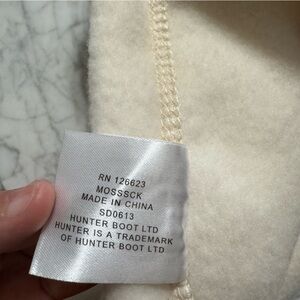 RN 126623
MOSSSCK
MADE IN CHINA
SD0613
HUNTER BOOT LTD
HUNTER IS A TRADEMARK
OF HUNTER BOOT LTD